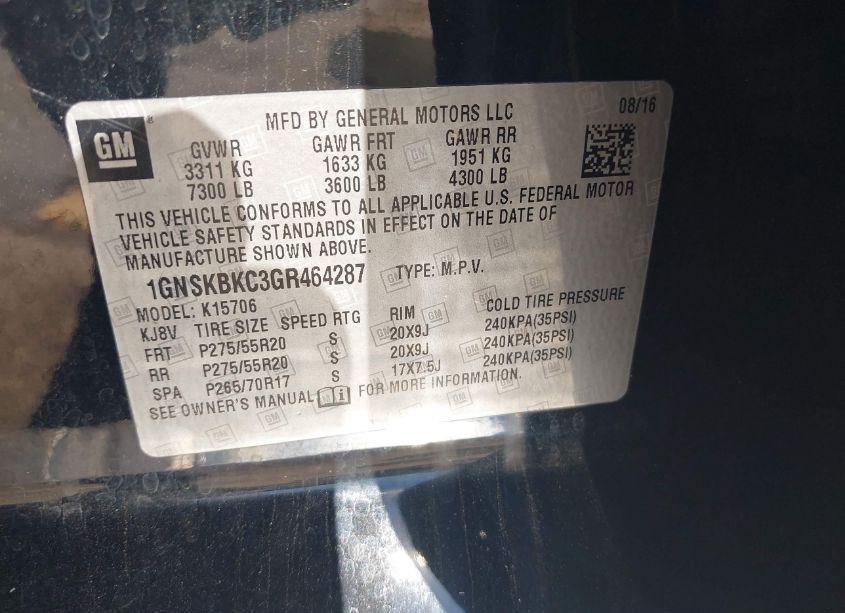 GM
MFD BY GENERAL MOTORS LLC 08/16
GVWR GAWR FRT GAWR RR
3311 KG 1633 KG 1951 KG
7300 LB 3600 LB 4300 LB
THIS VEHICLE CONFORMS TO ALL APPLICABLE U.S. FEDERAL MOTOR
VEHICLE SAFETY STANDARDS IN EFFECT ON THE DATE OF
MANUFACTURE SHOWN ABOVE.
1GNSKBKC3GR464287 TYPE: M.P.V.
MODEL: K15706
KJ8V TIRE SIZE SPEED RTG RIM COLD TIRE PRESSURE
FRT P275/55R20 S 20X9J 240KPA(35PSI)
RR P275/55R20 S 20X9J 240KPA(35PSI)
SPA P265/70R17 S 17X7.5J 240KPA(35PSI)
SEE OWNER'S MANUAL i FOR MORE INFORMATION.